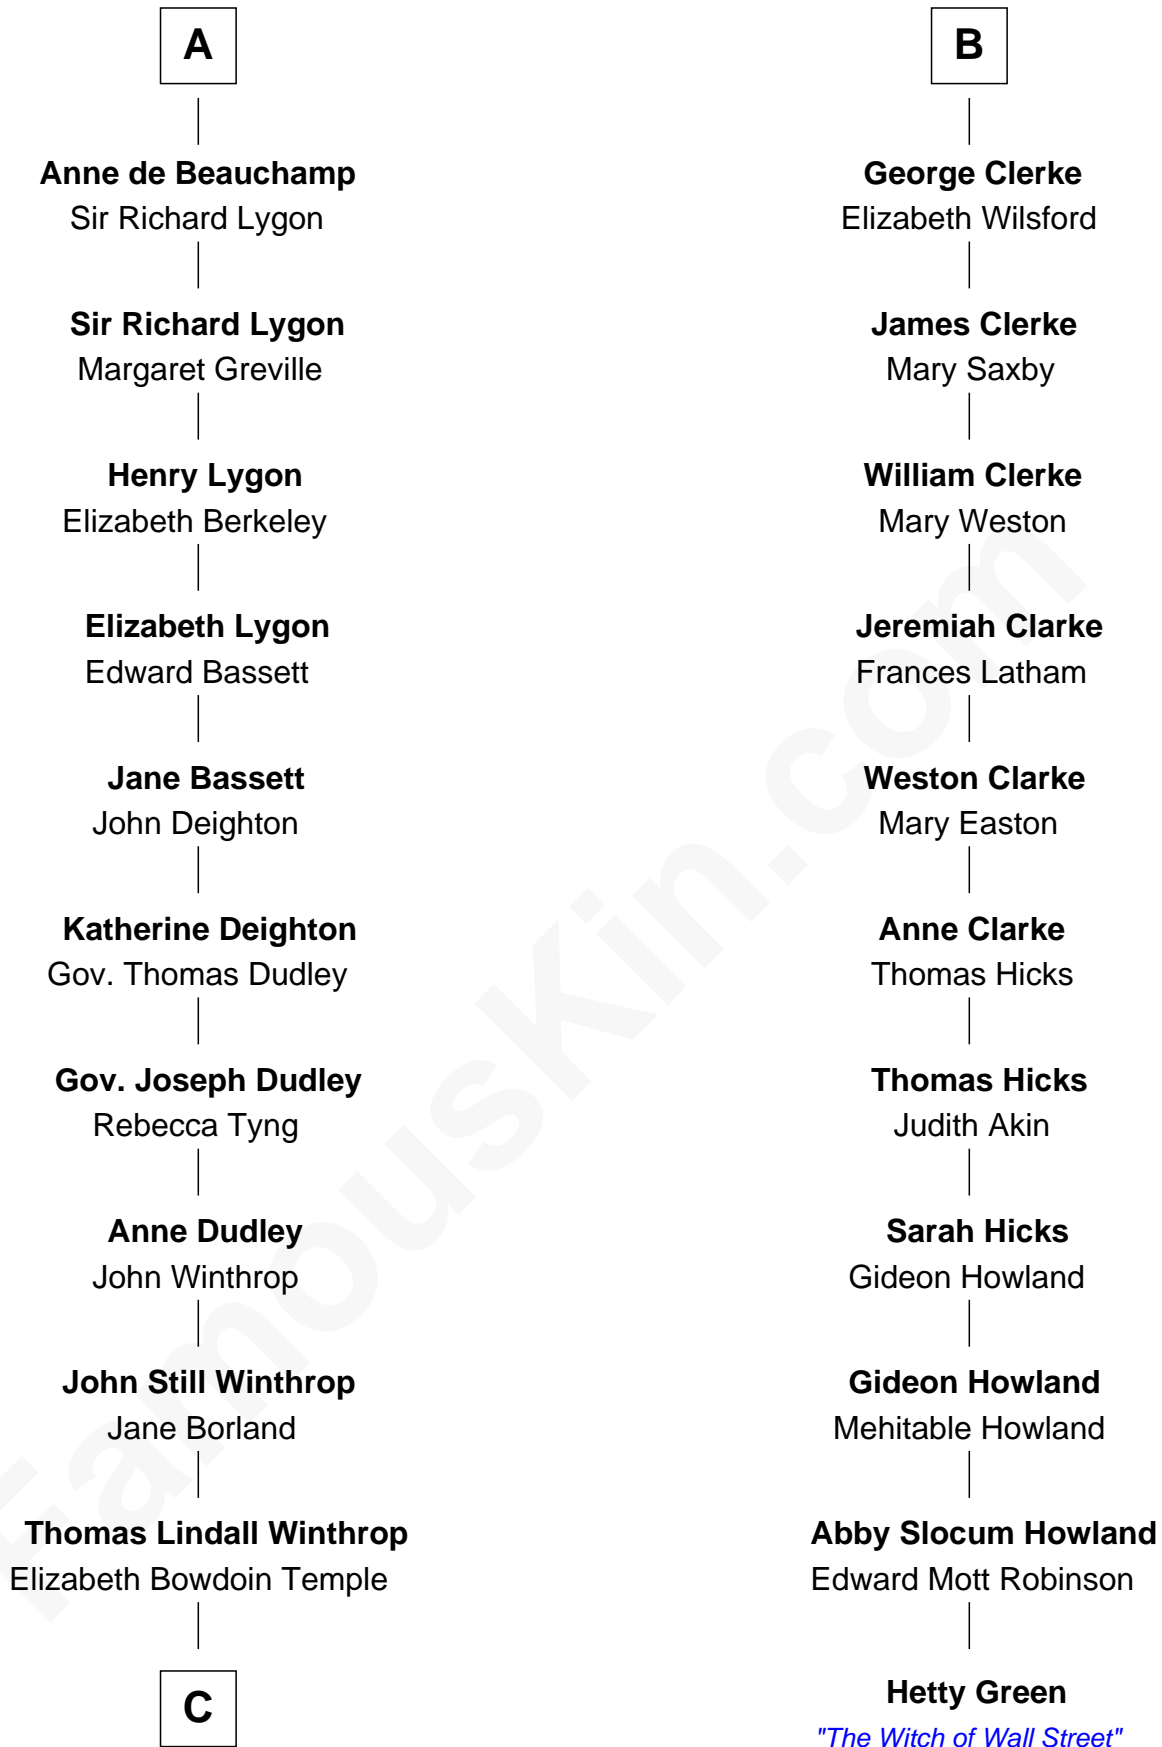 A
Anne de Beauchamp
Sir Richard Lygon
Sir Richard Lygon
Margaret Greville
Henry Lygon
Elizabeth Berkeley
Elizabeth Lygon
Edward Bassett
Jane Bassett
John Deighton
Katherine Deighton
Gov. Thomas Dudley
Gov. Joseph Dudley
Rebecca Tyng
Anne Dudley
John Winthrop
John Still Winthrop
Jane Borland
Thomas Lindall Winthrop
Elizabeth Bowdoin Temple
C
B
George Clerke
Elizabeth Wilsford
James Clerke
Mary Saxby
William Clerke
Mary Weston
Jeremiah Clarke
Frances Latham
Weston Clarke
Mary Easton
Anne Clarke
Thomas Hicks
Thomas Hicks
Judith Akin
Sarah Hicks
Gideon Howland
Gideon Howland
Mehitable Howland
Abby Slocum Howland
Edward Mott Robinson
Hetty Green
"The Witch of Wall Street"
FamousKin.com